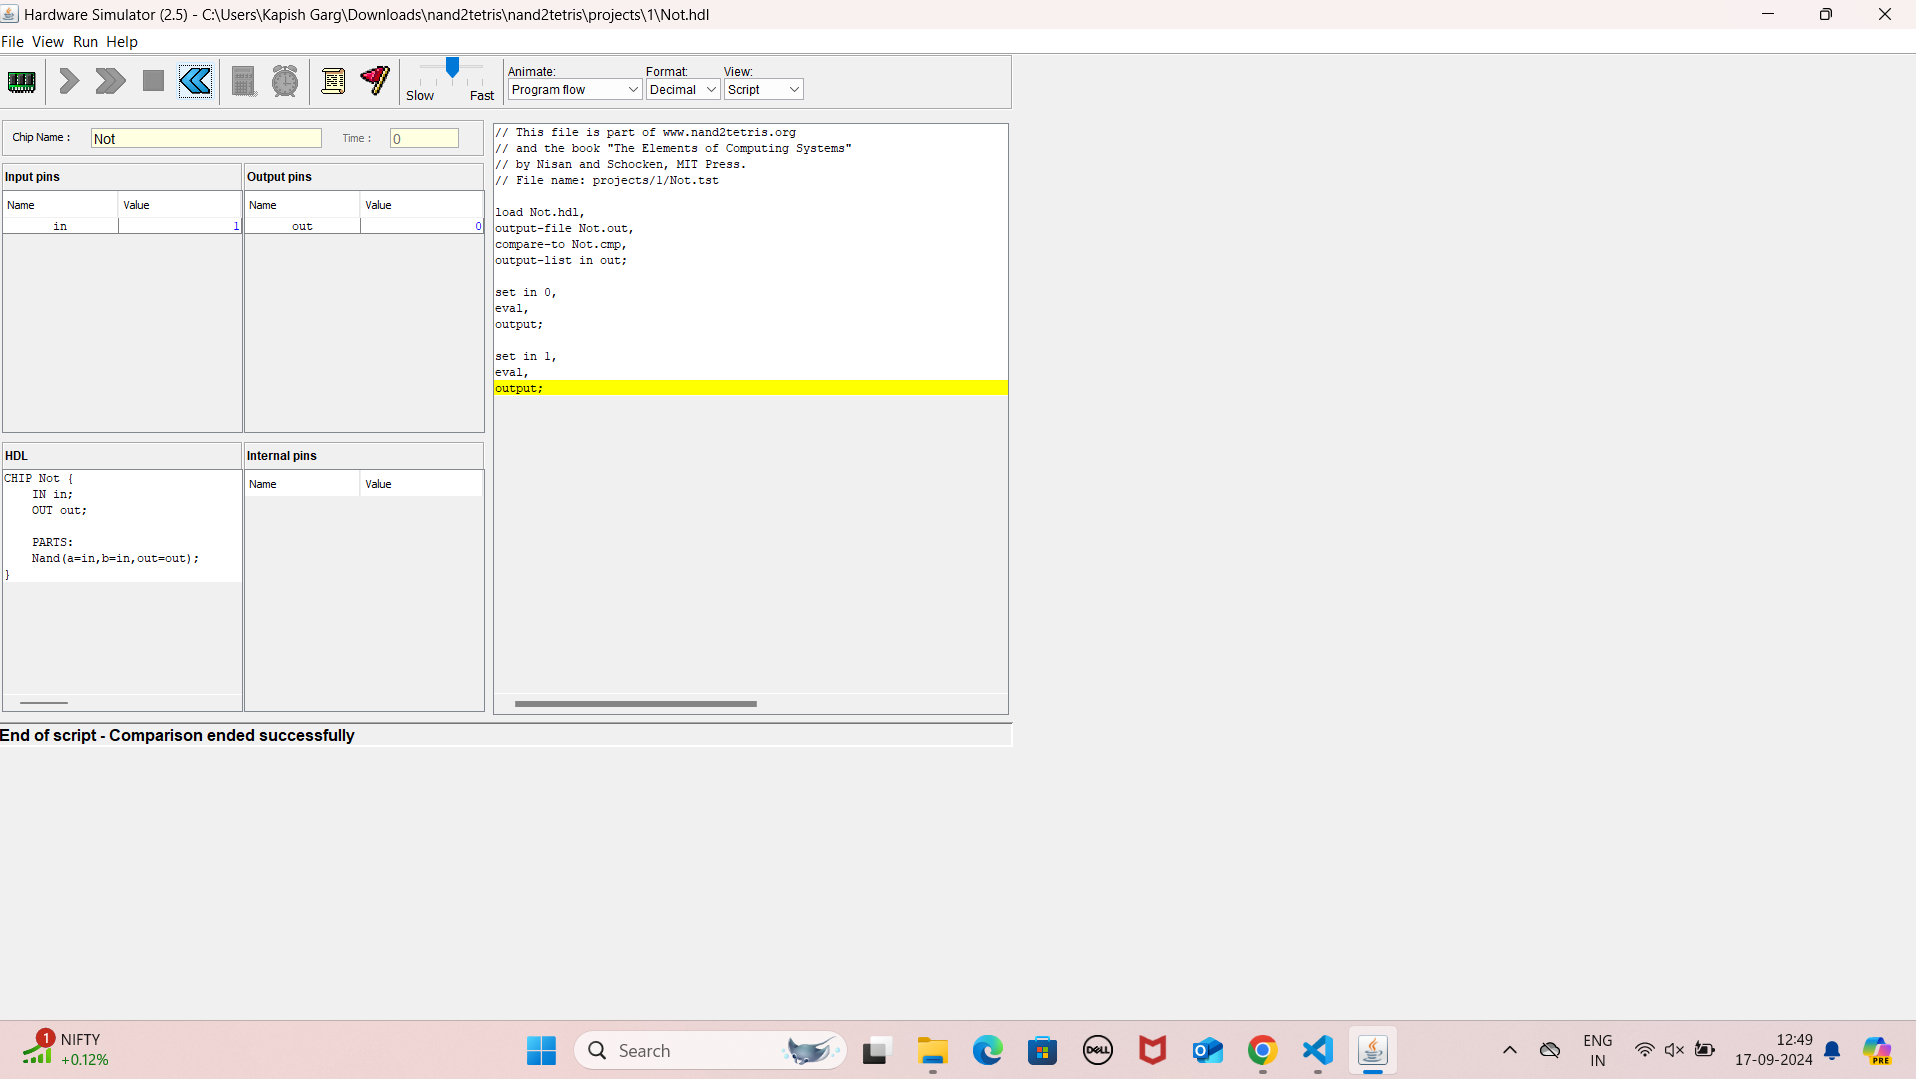 Hardware Simulator (2.5) - C:\Users\Kapish Garg\Downloads\nand2tetris\nand2tetris\projects\1\Not.hdl
File View Run Help
Slow Fast
Animate: Format: View:
Program flow Decimal Script
Chip Name : Not Time : 0
Input pins Output pins
Name Value Name Value
in 1 out 0
// This file is part of www.nand2tetris.org
// and the book "The Elements of Computing Systems"
// by Nisan and Schocken, MIT Press.
// File name: projects/1/Not.tst
load Not.hdl,
output-file Not.out,
compare-to Not.cmp,
output-list in out;
set in 0,
eval,
output;
set in 1,
eval,
output;
HDL Internal pins
Name Value
CHIP Not {
IN in;
OUT out;
PARTS:
Nand(a=in,b=in,out=out);
}
End of script - Comparison ended successfully
1 NIFTY
+0.12%
Search
DELL
ENG
IN
12:49
17-09-2024
PRE